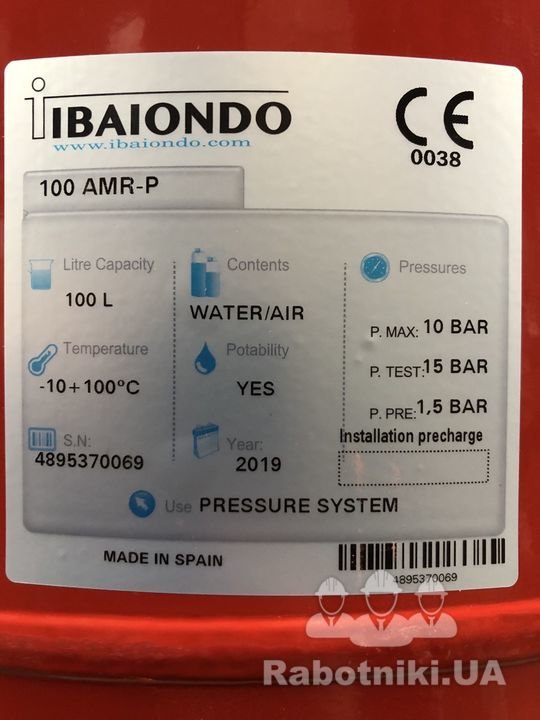 IBAIONDO
www.ibaiondo.com
CE
0038
100 AMR-P
Litre Capacity
100 L
Contents
WATER/AIR
Pressures
P. MAX: 10 BAR
P. TEST: 15 BAR
P. PRE: 1,5 BAR
Installation precharge
Temperature
-10+100°C
Potability
YES
S.N:
4895370069
Year:
2019
Use PRESSURE SYSTEM
MADE IN SPAIN
4895370069
Rabotniki.UA